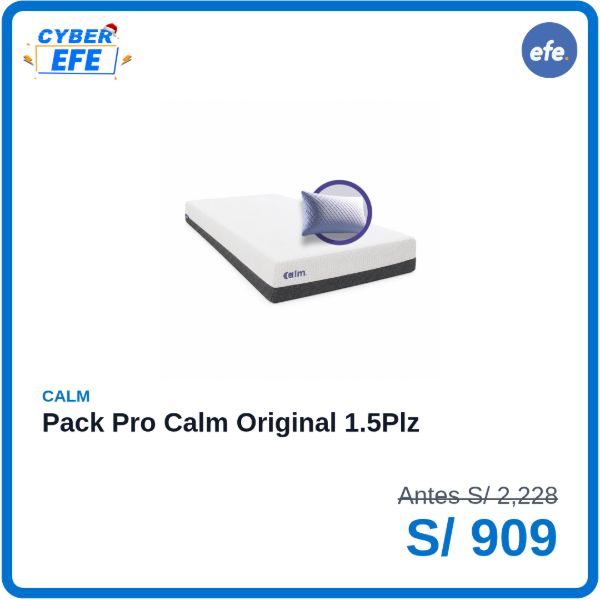 CYBER
EFE
efe.
Calm.
CALM
Pack Pro Calm Original 1.5Plz
Antes S/ 2,228
S/ 909